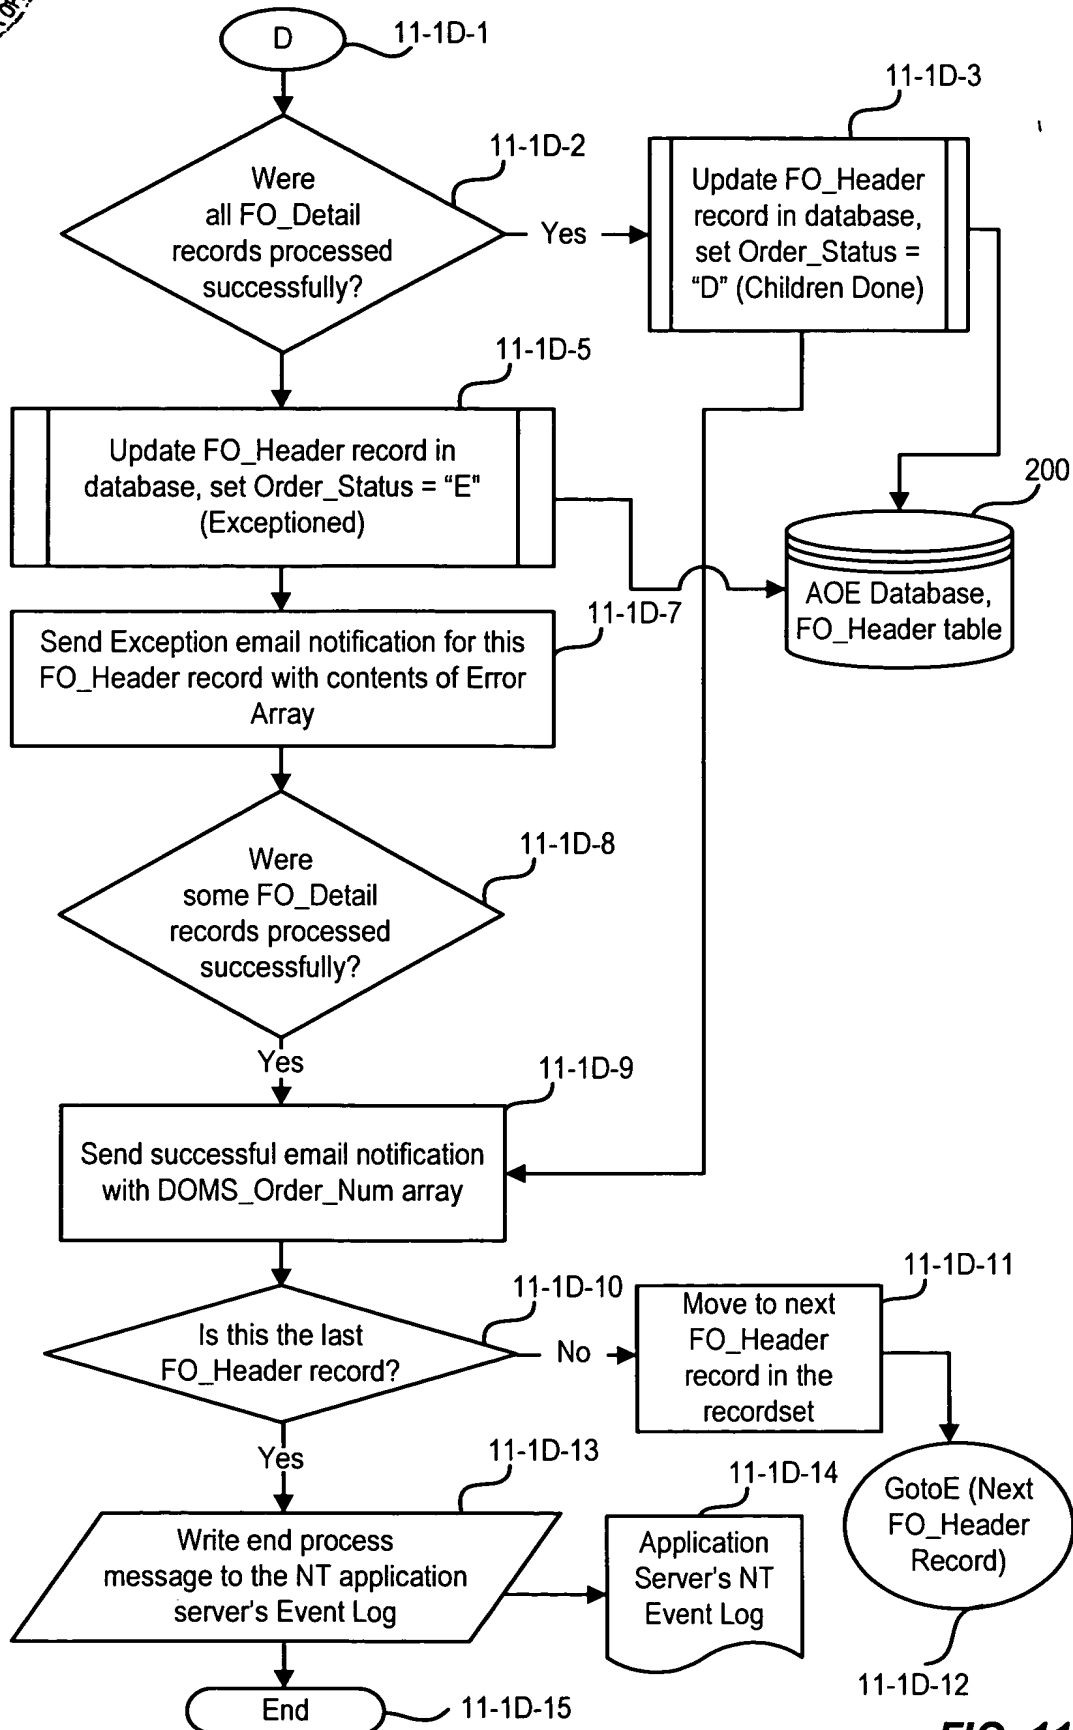 D
11-1D-1
11-1D-3
11-1D-2
Were
all FO_Detail
records processed
successfully?
Yes
Update FO_Header
record in database,
set Order_Status =
“D” (Children Done)
11-1D-5
Update FO_Header record in
database, set Order_Status = “E”
(Exceptioned)
200
AOE Database,
FO_Header table
11-1D-7
Send Exception email notification for this
FO_Header record with contents of Error
Array
11-1D-8
Were
some FO_Detail
records processed
successfully?
Yes
11-1D-9
Send successful email notification
with DOMS_Order_Num array
11-1D-10
Is this the last
FO_Header record?
No
11-1D-11
Move to next
FO_Header
record in the
recordset
Yes
11-1D-13
Write end process
message to the NT application
server's Event Log
11-1D-14
Application
Server's NT
Event Log
GotoE (Next
FO_Header
Record)
11-1D-12
End
11-1D-15
FIG. 11